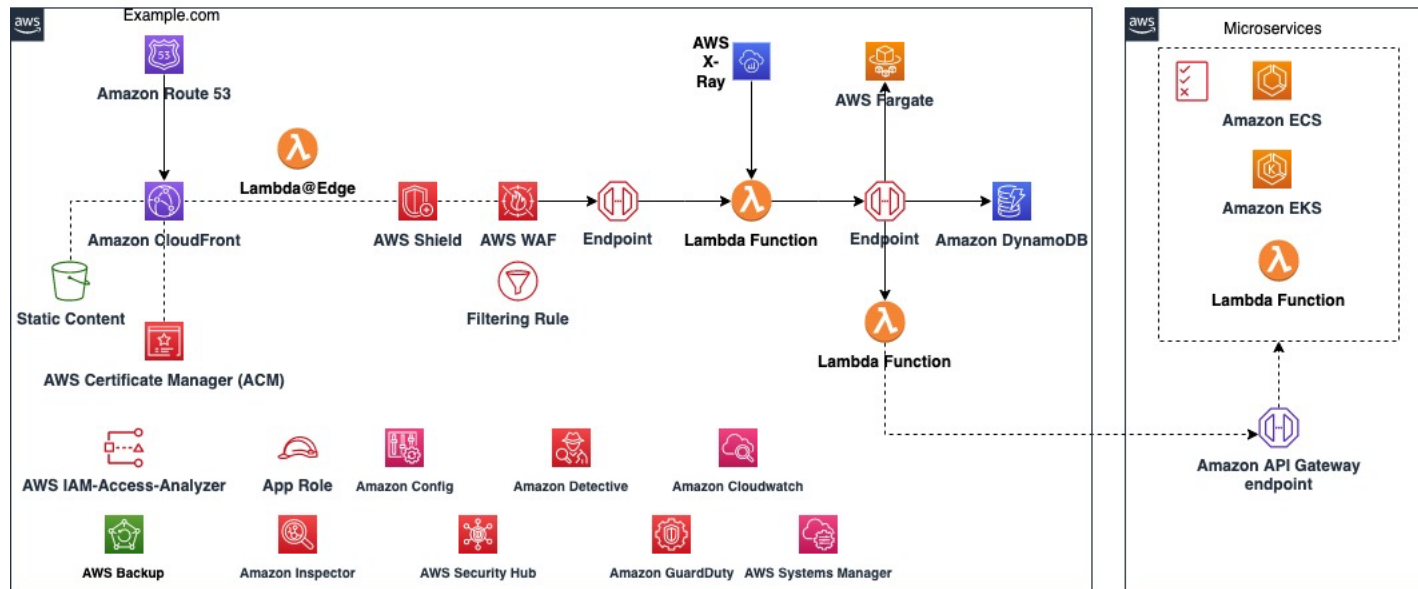 aws
Example.com
53
Amazon Route 53
Lambda@Edge
Amazon CloudFront
Static Content
AWS Certificate Manager (ACM)
AWS Shield
AWS WAF
Filtering Rule
Endpoint
AWS
X-
Ray
Lambda Function
AWS Fargate
Endpoint
Amazon DynamoDB
Lambda Function
AWS IAM-Access-Analyzer
App Role
Amazon Config
Amazon Detective
Amazon Cloudwatch
AWS Backup
Amazon Inspector
AWS Security Hub
Amazon GuardDuty
AWS Systems Manager
aws
Microservices
Amazon ECS
K
Amazon EKS
Lambda Function
Amazon API Gateway
endpoint